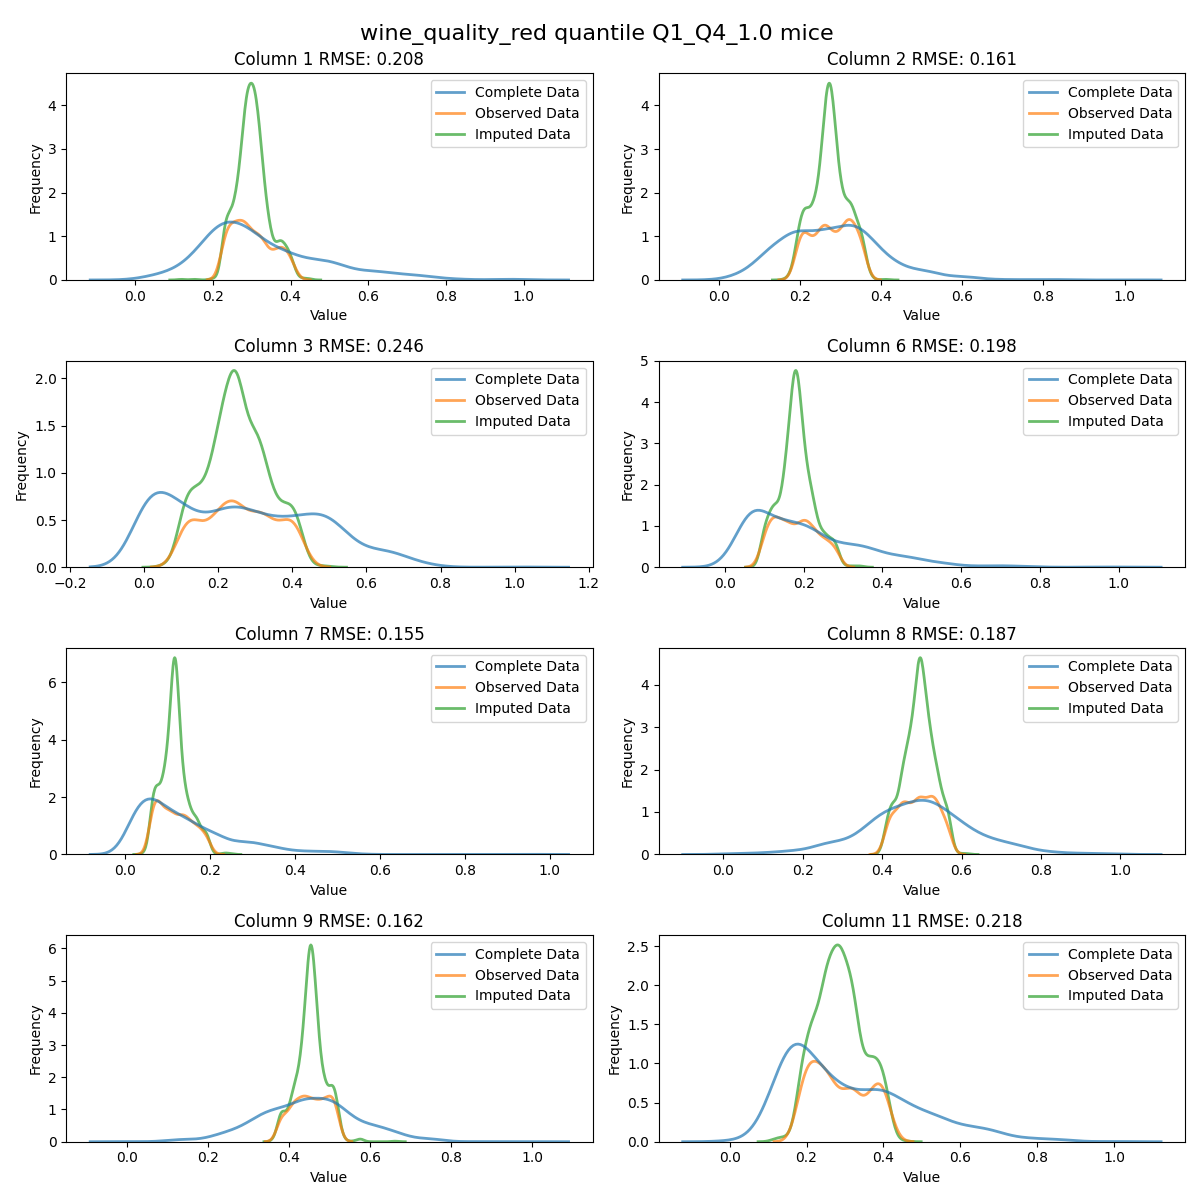 wine_quality_red quantile Q1_Q4_1.0 mice
Column 1 RMSE: 0.208
Complete Data
Observed Data
Imputed Data
Frequency
4
3
2
1
0
0.0 0.2 0.4 0.6 0.8 1.0
Value
Column 2 RMSE: 0.161
Complete Data
Observed Data
Imputed Data
Frequency
4
3
2
1
0
0.0 0.2 0.4 0.6 0.8 1.0
Value
Column 3 RMSE: 0.246
Complete Data
Observed Data
Imputed Data
Frequency
2.0
1.5
1.0
0.5
0.0
−0.2 0.0 0.2 0.4 0.6 0.8 1.0 1.2
Value
Column 6 RMSE: 0.198
Complete Data
Observed Data
Imputed Data
Frequency
5
4
3
2
1
0
0.0 0.2 0.4 0.6 0.8 1.0
Value
Column 7 RMSE: 0.155
Complete Data
Observed Data
Imputed Data
Frequency
6
4
2
0
0.0 0.2 0.4 0.6 0.8 1.0
Value
Column 8 RMSE: 0.187
Complete Data
Observed Data
Imputed Data
Frequency
4
3
2
1
0
0.0 0.2 0.4 0.6 0.8 1.0
Value
Column 9 RMSE: 0.162
Complete Data
Observed Data
Imputed Data
Frequency
6
5
4
3
2
1
0
0.0 0.2 0.4 0.6 0.8 1.0
Value
Column 11 RMSE: 0.218
Complete Data
Observed Data
Imputed Data
Frequency
2.5
2.0
1.5
1.0
0.5
0.0
0.0 0.2 0.4 0.6 0.8 1.0
Value